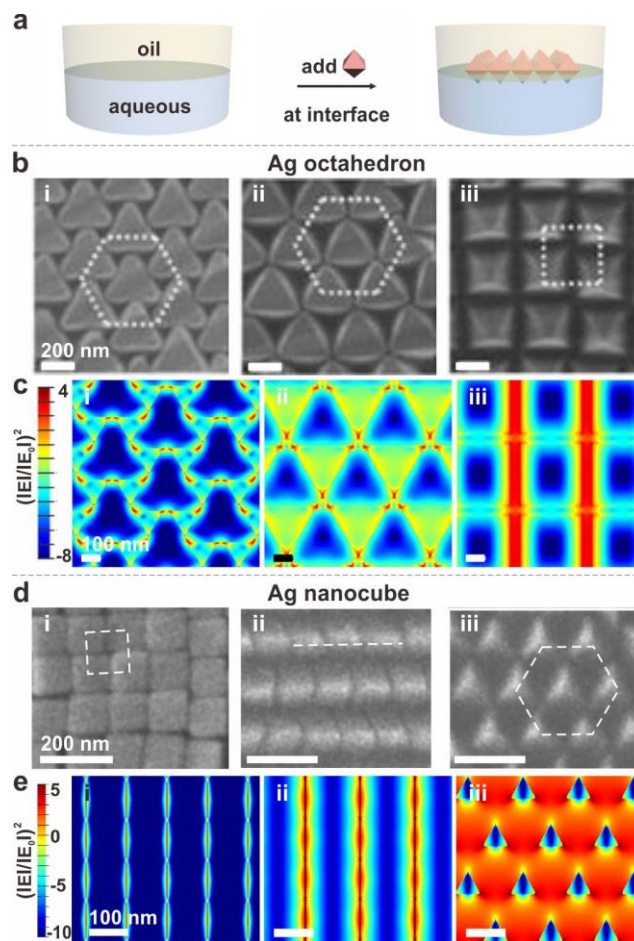 a
oil
aqueous
add
at interface
b
Ag octahedron
i
ii
iii
200 nm
c
4
(|E|/|E₀|)²
-8
i
ii
iii
100 nm
d
Ag nanocube
i
ii
iii
200 nm
e
5
0
-5
-10
(|E|/|E₀|)²
i
ii
iii
100 nm